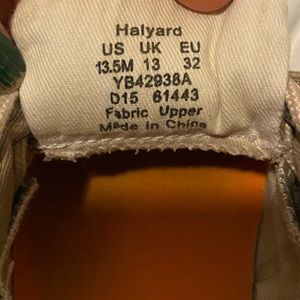 Halyard
US UK EU
13.5M 13 32
YB42938A
D15 61443
Fabric Upper
Made in China